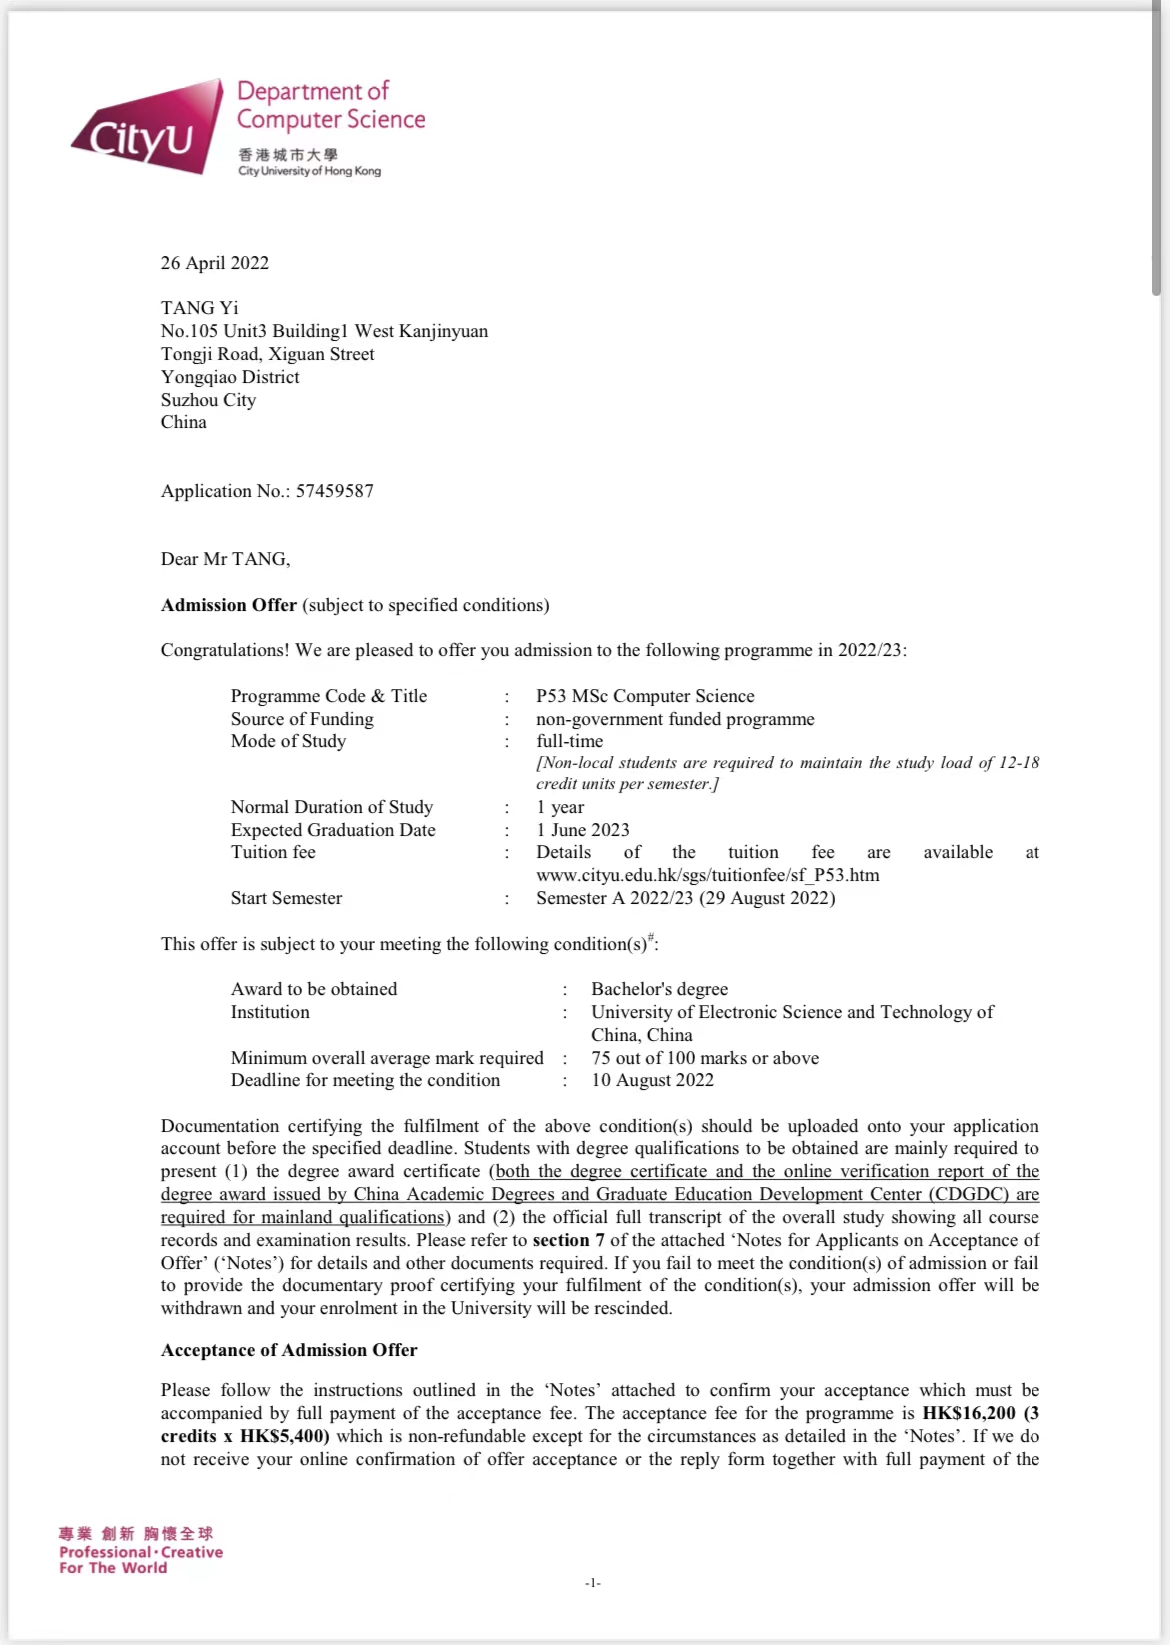 CityU
Department of
Computer Science
香港城市大學
City University of Hong Kong
26 April 2022
TANG Yi
No.105 Unit3 Building1 West Kanjinyuan
Tongji Road, Xiguan Street
Yongqiao District
Suzhou City
China
Application No.: 57459587
Dear Mr TANG,
Admission Offer (subject to specified conditions)
Congratulations! We are pleased to offer you admission to the following programme in 2022/23:
Programme Code & Title : P53 MSc Computer Science
Source of Funding : non-government funded programme
Mode of Study : full-time
[Non-local students are required to maintain the study load of 12-18
credit units per semester.]
Normal Duration of Study : 1 year
Expected Graduation Date : 1 June 2023
Tuition fee : Details of the tuition fee are available at
www.cityu.edu.hk/sgs/tuitionfee/sf_P53.htm
Start Semester : Semester A 2022/23 (29 August 2022)
This offer is subject to your meeting the following condition(s)#:
Award to be obtained : Bachelor's degree
Institution : University of Electronic Science and Technology of
China, China
Minimum overall average mark required : 75 out of 100 marks or above
Deadline for meeting the condition : 10 August 2022
Documentation certifying the fulfilment of the above condition(s) should be uploaded onto your application
account before the specified deadline. Students with degree qualifications to be obtained are mainly required to
present (1) the degree award certificate (both the degree certificate and the online verification report of the
degree award issued by China Academic Degrees and Graduate Education Development Center (CDGDC) are
required for mainland qualifications) and (2) the official full transcript of the overall study showing all course
records and examination results. Please refer to section 7 of the attached ‘Notes for Applicants on Acceptance of
Offer’ (‘Notes’) for details and other documents required. If you fail to meet the condition(s) of admission or fail
to provide the documentary proof certifying your fulfilment of the condition(s), your admission offer will be
withdrawn and your enrolment in the University will be rescinded.
Acceptance of Admission Offer
Please follow the instructions outlined in the ‘Notes’ attached to confirm your acceptance which must be
accompanied by full payment of the acceptance fee. The acceptance fee for the programme is HK$16,200 (3
credits x HK$5,400) which is non-refundable except for the circumstances as detailed in the ‘Notes’. If we do
not receive your online confirmation of offer acceptance or the reply form together with full payment of the
專業 創新 胸懷全球
Professional·Creative
For The World
-1-